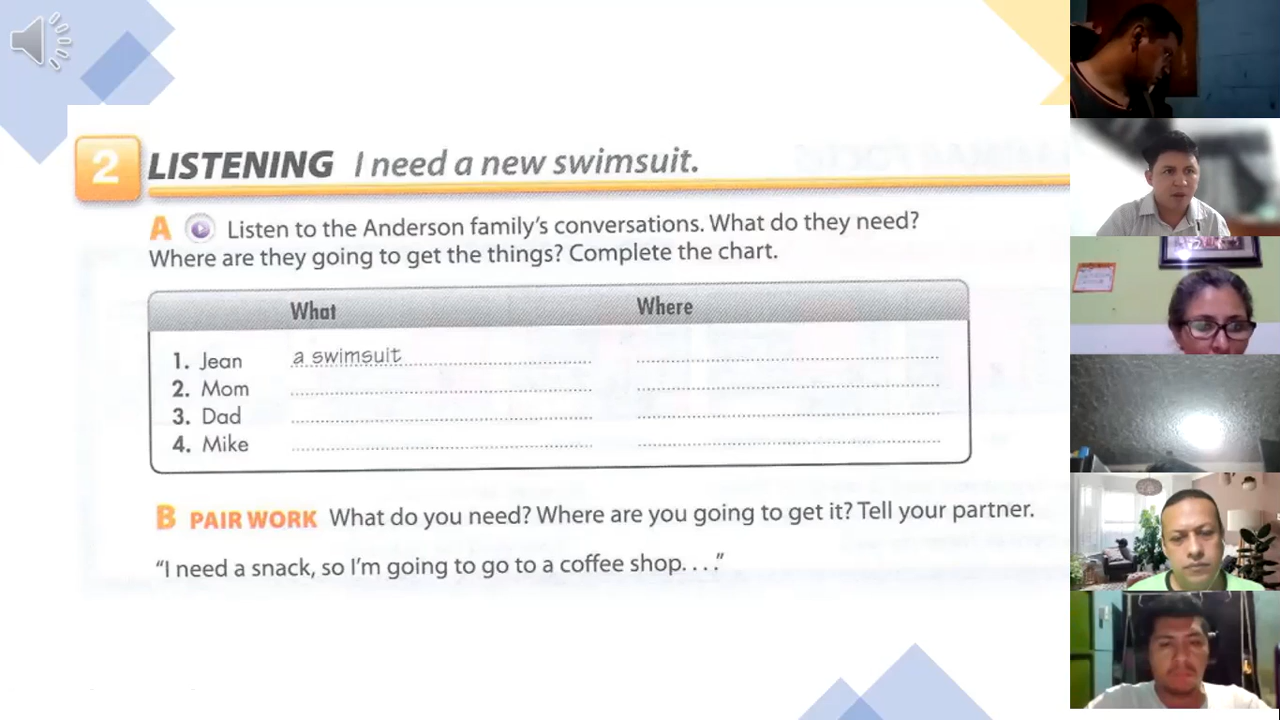 2 LISTENING I need a new swimsuit.
A Listen to the Anderson family's conversations. What do they need?
Where are they going to get the things? Complete the chart.
What Where
1. Jean a swimsuit
2. Mom
3. Dad
4. Mike
B PAIR WORK What do you need? Where are you going to get it? Tell your partner.
"I need a snack, so I'm going to go to a coffee shop. . . ."